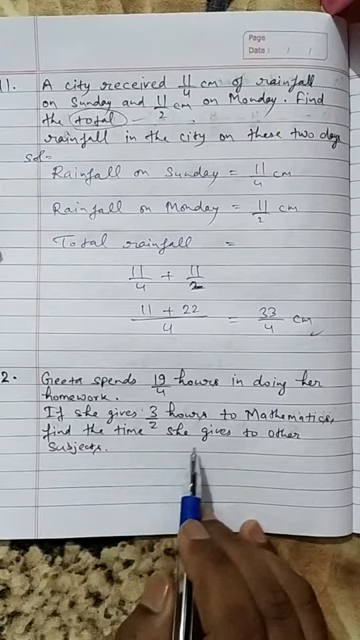 Page
Date : / /
11. A city received 11/4 cm of rainfall
on Sunday and 11/2 cm on Monday. Find
the total
rainfall in the city on these two days
Sol=
Rainfall on Sunday = 11/4 cm
Rainfall on Monday = 11/2 cm
Total rainfall =
11/4 + 11/2
11 + 22/4 = 33/4 cm
2. Geeta spends 19/4 hours in doing her
homework.
If she gives 3/2 hours to Mathematics,
find the time she gives to other
subjects.